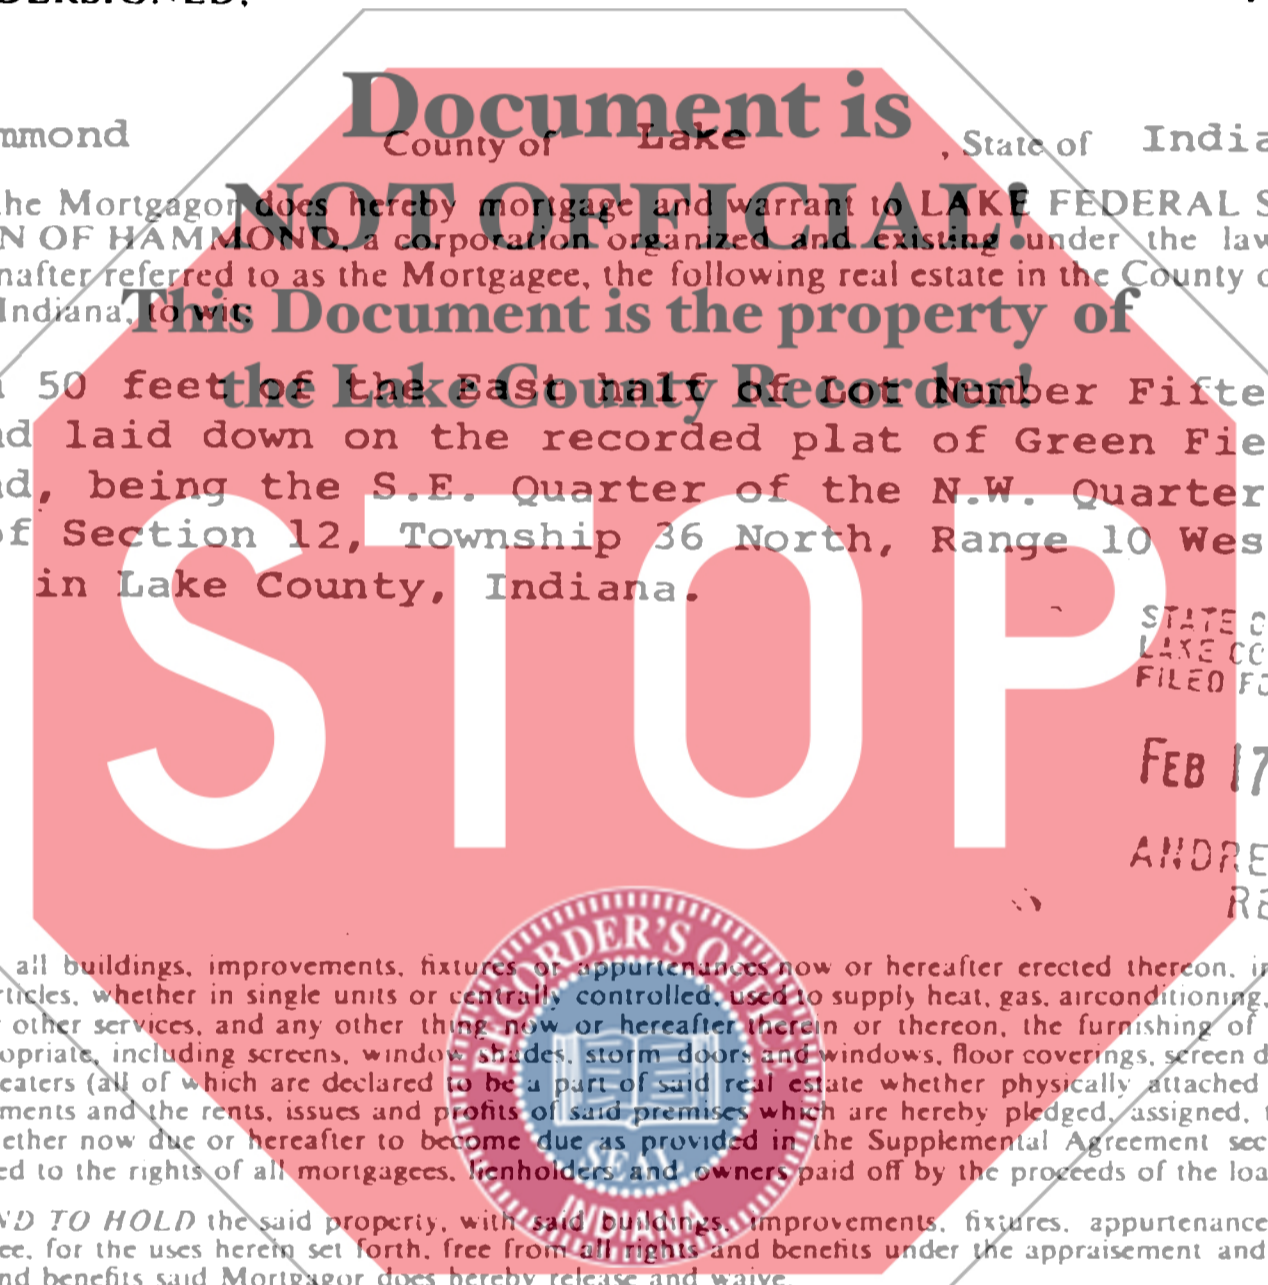 Document is
mmond County of Lake , State of India
NOT OFFICIAL!
he Mortgagor does hereby mortgage and warrant to LAKE FEDERAL S
N OF HAMMOND, a corporation organized and existing under the law
nafter referred to as the Mortgagee, the following real estate in the County o
Indiana, to wit:
This Document is the property of
the Lake County Recorder!
50 feet of the East half of Lot Number Fifte
d laid down on the recorded plat of Green Fie
d, being the S.E. Quarter of the N.W. Quarter
of Section 12, Township 36 North, Range 10 Wes
in Lake County, Indiana.
STOP
STATE O
LAKE CO
FILED FO
FEB 17
ANDRE
RE
RECORDER'S OFFICE
SEAL
INDIANA
all buildings, improvements, fixtures or appurtenances now or hereafter erected thereon, i
rticles, whether in single units or centrally controlled, used to supply heat, gas, airconditioning,
other services, and any other thing now or hereafter therein or thereon, the furnishing of
opriate, including screens, window shades, storm doors and windows, floor coverings, screen d
eaters (all of which are declared to be a part of said real estate whether physically attached
ments and the rents, issues and profits of said premises which are hereby pledged, assigned, t
ether now due or hereafter to become due as provided in the Supplemental Agreement sec
ed to the rights of all mortgagees, lienholders and owners paid off by the proceeds of the loa
ND TO HOLD the said property, with said buildings, improvements, fixtures, appurtenance
ee, for the uses herein set forth, free from all rights and benefits under the appraisement and
nd benefits said Mortgagor does hereby release and waive.